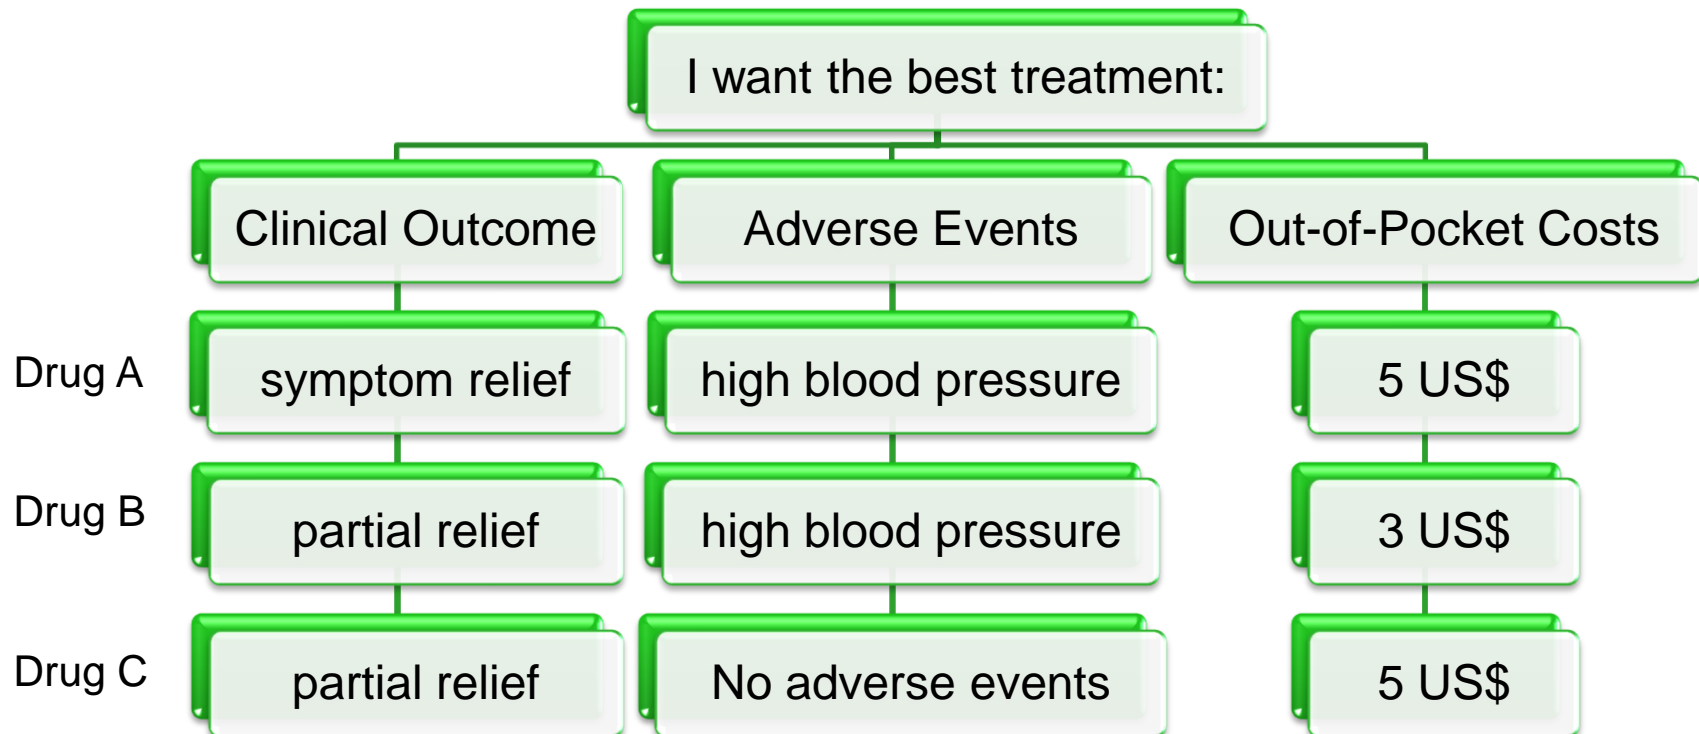 I want the best treatment:
Clinical Outcome
Adverse Events
Out-of-Pocket Costs
Drug A
symptom relief
high blood pressure
5 US$
Drug B
partial relief
high blood pressure
3 US$
Drug C
partial relief
No adverse events
5 US$